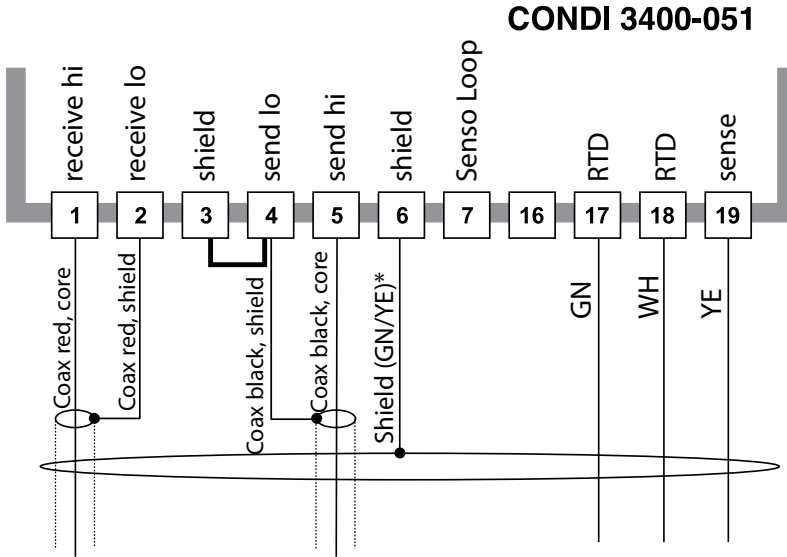 CONDI 3400-051
receive hi
receive lo
shield
send lo
send hi
shield
Senso Loop
RTD
RTD
sense
1
2
3
4
5
6
7
16
17
18
19
Coax red, core
Coax red, shield
Coax black, shield
Coax black, core
Shield (GN/YE)*
GN
WH
YE